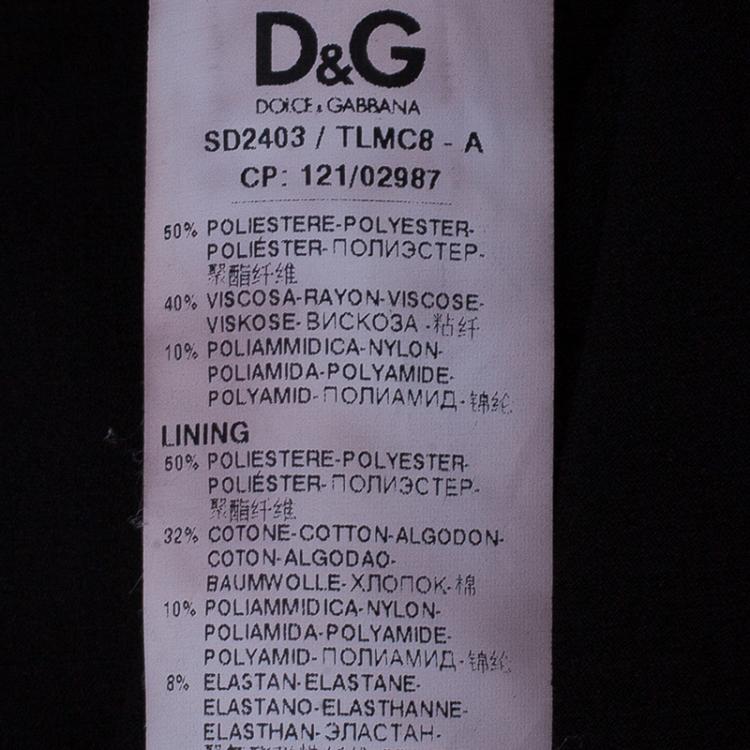 D&G
DOLCE & GABBANA
SD2403 / TLMC8 - A
CP: 121/02987
50% POLIESTERE-POLYESTER-
POLIÉSTER-ПОЛИЭСТЕР-
聚酯纤维
40% VISCOSA-RAYON-VISCOSE-
VISKOSE-ВИСКОЗА-粘纤
10% POLIAMMIDICA-NYLON-
POLIAMIDA-POLYAMIDE-
POLYAMID-ПОЛИАМИД-锦纶
LINING
50% POLIESTERE-POLYESTER-
POLIÉSTER-ПОЛИЭСТЕР-
聚酯纤维
32% COTONE-COTTON-ALGODON-
COTON-ALGODAO-
BAUMWOLLE-ХЛОПОК-棉
10% POLIAMMIDICA-NYLON-
POLIAMIDA-POLYAMIDE-
POLYAMID-ПОЛИАМИД-锦纶
8% ELASTAN-ELASTANE-
ELASTANO-ELASTHANNE-
ELASTHAN-ЭЛАСТАН-